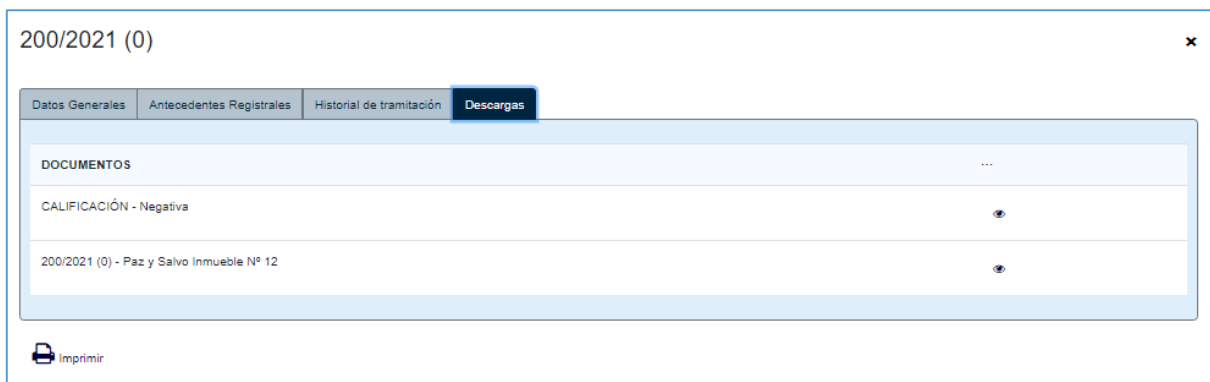 200/2021 (0)
Datos Generales Antecedentes Registrales Historial de tramitación Descargas
DOCUMENTOS ...
CALIFICACIÓN - Negativa
200/2021 (0) - Paz y Salvo Inmueble Nº 12
Imprimir